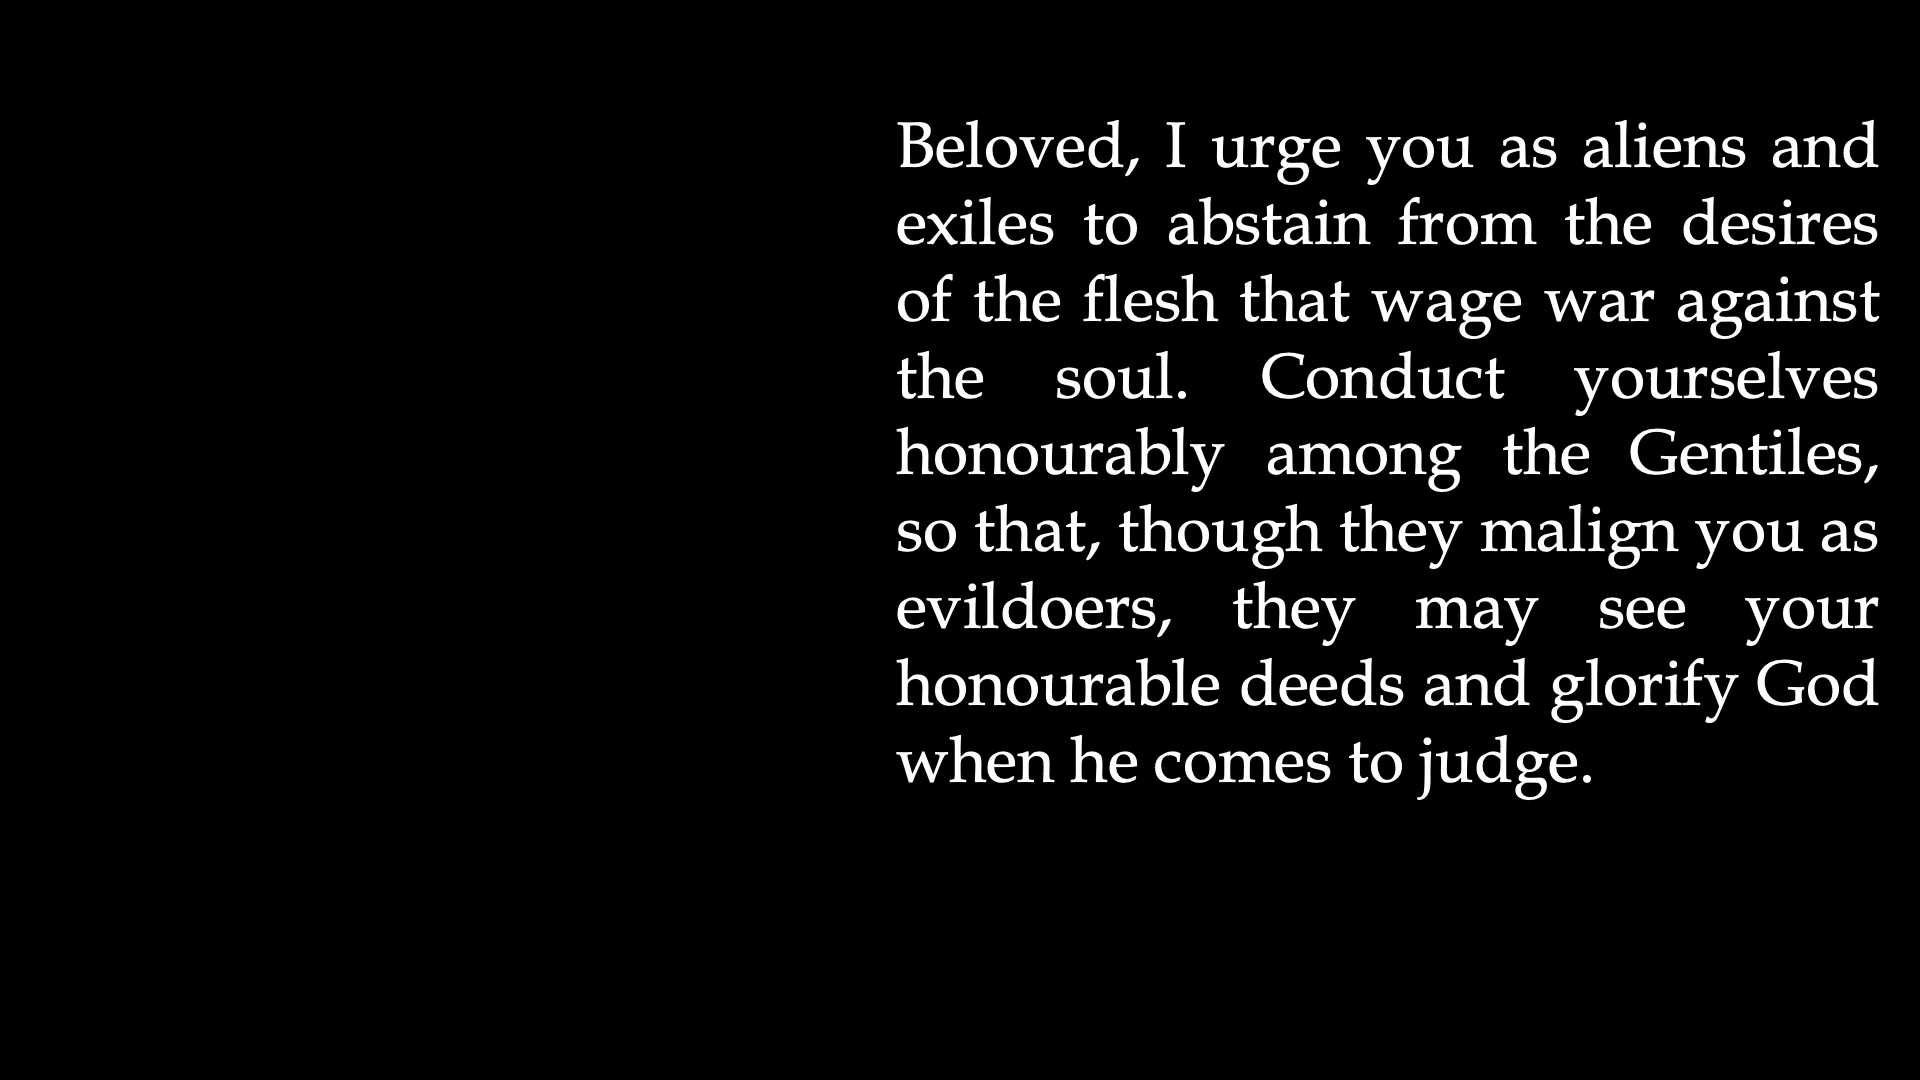 Beloved, I urge you as aliens and
exiles to abstain from the desires
of the flesh that wage war against
the soul. Conduct yourselves
honourably among the Gentiles,
so that, though they malign you as
evildoers, they may see your
honourable deeds and glorify God
when he comes to judge.